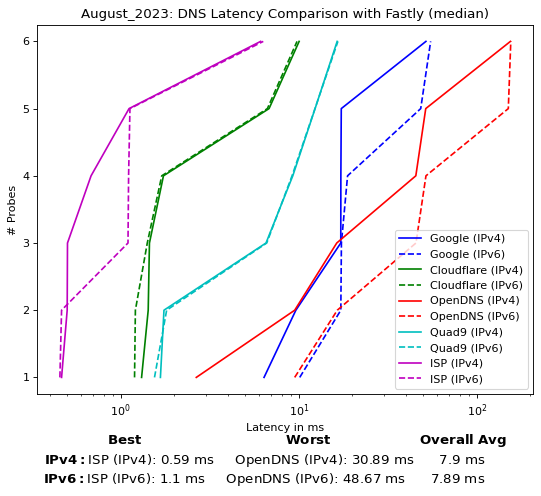 August_2023: DNS Latency Comparison with Fastly (median)
6
5
4
3
2
1
# Probes
Google (IPv4)
Google (IPv6)
Cloudflare (IPv4)
Cloudflare (IPv6)
OpenDNS (IPv4)
OpenDNS (IPv6)
Quad9 (IPv4)
Quad9 (IPv6)
ISP (IPv4)
ISP (IPv6)
10⁰ 10¹ 10²
Latency in ms
Best Worst Overall Avg
IPv4: ISP (IPv4): 0.59 ms OpenDNS (IPv4): 30.89 ms 7.9 ms
IPv6: ISP (IPv6): 1.1 ms OpenDNS (IPv6): 48.67 ms 7.89 ms